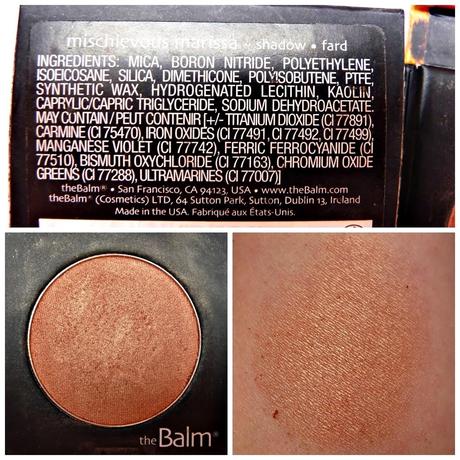 mischievous marissa - shadow • fard
INGREDIENTS: MICA, BORON NITRIDE, POLYETHYLENE,
ISOEICOSANE, SILICA, DIMETHICONE, POLYISOBUTENE, PTFE,
SYNTHETIC WAX, HYDROGENATED LECITHIN, KAOLIN,
CAPRYLIC/CAPRIC TRIGLYCERIDE, SODIUM DEHYDROACETATE.
MAY CONTAIN / PEUT CONTENIR [+/- TITANIUM DIOXIDE (CI 77891),
CARMINE (CI 75470), IRON OXIDES (CI 77491, CI 77492, CI 77499),
MANGANESE VIOLET (CI 77742), FERRIC FERROCYANIDE (CI
77510), BISMUTH OXYCHLORIDE (CI 77163), CHROMIUM OXIDE
GREENS (CI 77288), ULTRAMARINES (CI 77007)]
theBalm® • San Francisco, CA 94123, USA • www.theBalm.com
theBalm® (Cosmetics) LTD, 64 Sutton Park, Sutton, Dublin 13, Ireland
Made in the USA. Fabriqué aux États-Unis.
the Balm®